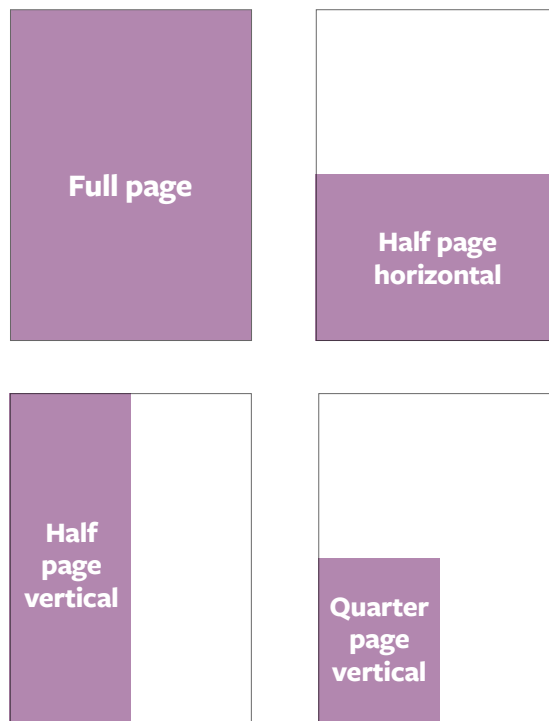 Full page
Half page
horizontal
Half
page
vertical
Quarter
page
vertical